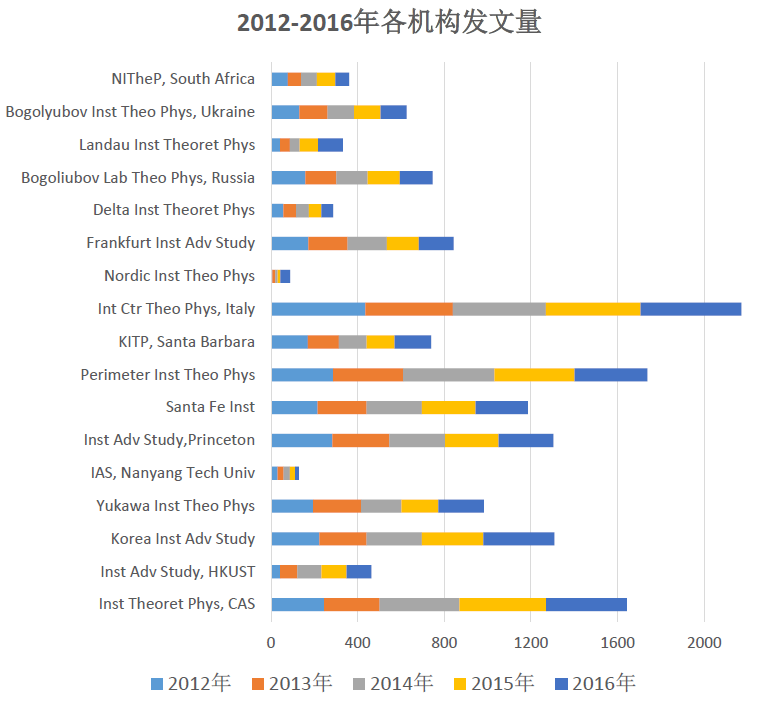 2012-2016年各机构发文量
NITheP, South Africa
Bogolyubov Inst Theo Phys, Ukraine
Landau Inst Theoret Phys
Bogoliubov Lab Theo Phys, Russia
Delta Inst Theoret Phys
Frankfurt Inst Adv Study
Nordic Inst Theo Phys
Int Ctr Theo Phys, Italy
KITP, Santa Barbara
Perimeter Inst Theo Phys
Santa Fe Inst
Inst Adv Study,Princeton
IAS, Nanyang Tech Univ
Yukawa Inst Theo Phys
Korea Inst Adv Study
Inst Adv Study, HKUST
Inst Theoret Phys, CAS
0 400 800 1200 1600 2000
2012年 2013年 2014年 2015年 2016年